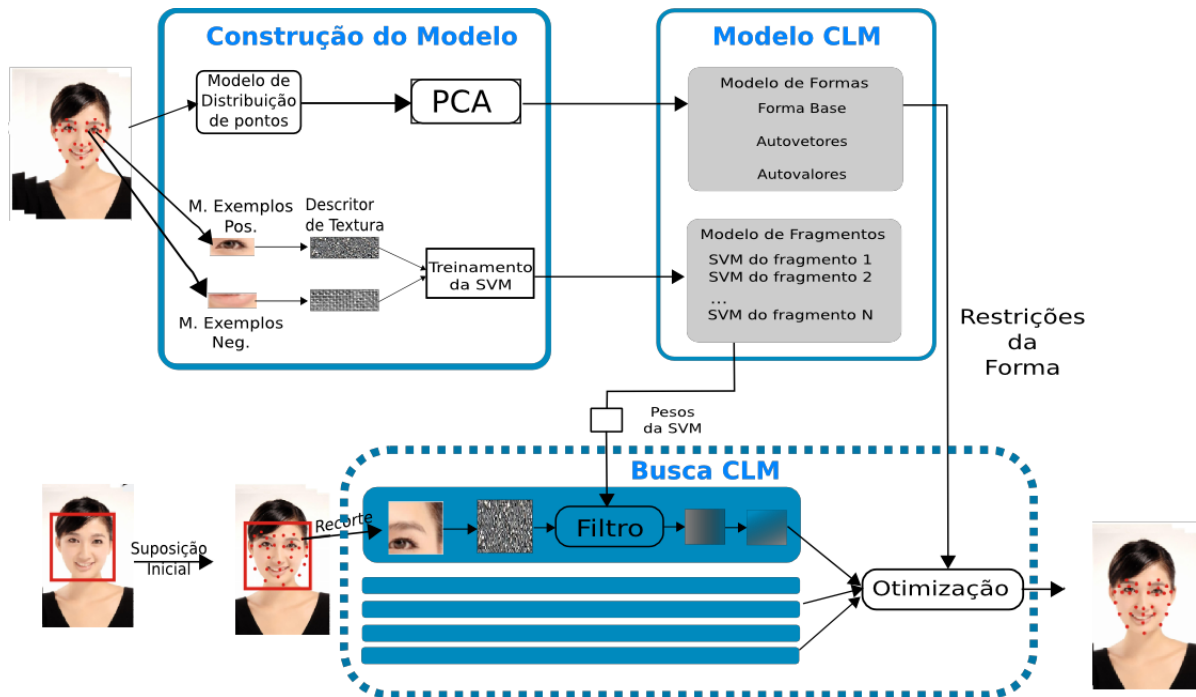 Construção do Modelo
Modelo de
Distribuição
de pontos
PCA
M. Exemplos
Pos.
Descritor
de Textura
Treinamento
da SVM
M. Exemplos
Neg.
Modelo CLM
Modelo de Formas
Forma Base
Autovetores
Autovalores
Modelo de Fragmentos
SVM do fragmento 1
SVM do fragmento 2
...
SVM do fragmento N
Restrições
da
Forma
Pesos
da SVM
Busca CLM
Suposição
Inicial
Recorte
Filtro
Otimização